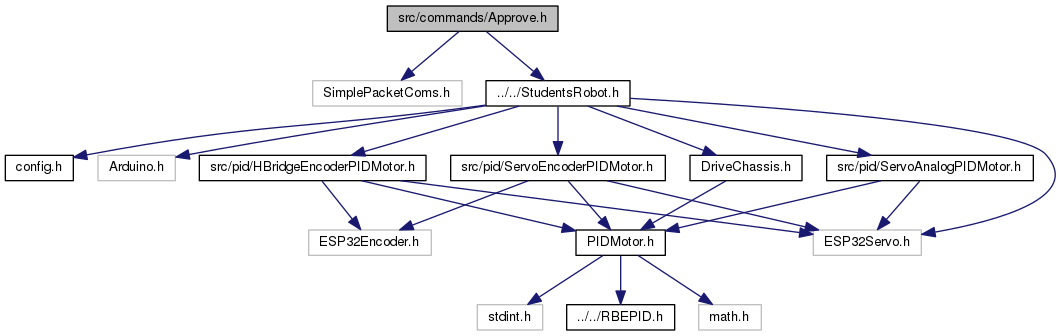 src/commands/Approve.h
SimplePacketComs.h
../../StudentsRobot.h
config.h
Arduino.h
src/pid/HBridgeEncoderPIDMotor.h
src/pid/ServoEncoderPIDMotor.h
DriveChassis.h
src/pid/ServoAnalogPIDMotor.h
ESP32Encoder.h
PIDMotor.h
ESP32Servo.h
stdint.h
../../RBEPID.h
math.h